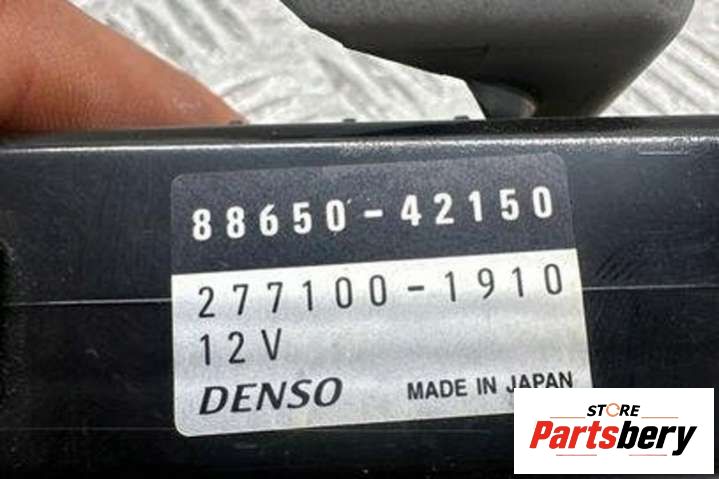 88650-42150
277100-1910
12V
DENSO MADE IN JAPAN
STORE
Partsbery